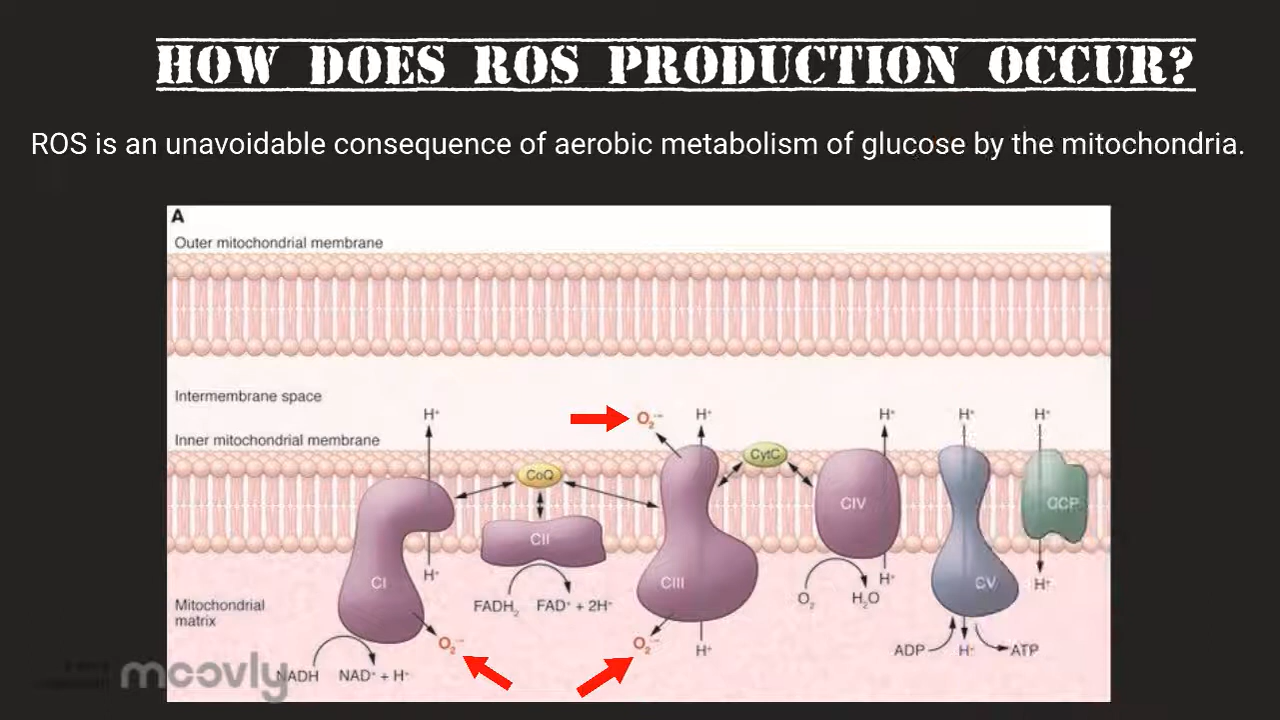 HOW DOES ROS PRODUCTION OCCUR?
ROS is an unavoidable consequence of aerobic metabolism of glucose by the mitochondria.
A
Outer mitochondrial membrane
Intermembrane space
H⁺
O₂·⁻
H⁺
H⁺
H⁺
H⁺
Inner mitochondrial membrane
CoQ
CytC
CI
CII
CIII
CIV
CV
H⁺
H⁺
H⁺
FADH₂
FAD⁺ + 2H⁺
O₂
H₂O
Mitochondrial
matrix
O₂·⁻
O₂·⁻
H⁺
ADP
H⁺
ATP
NADH
NAD⁺ + H⁺
moovly